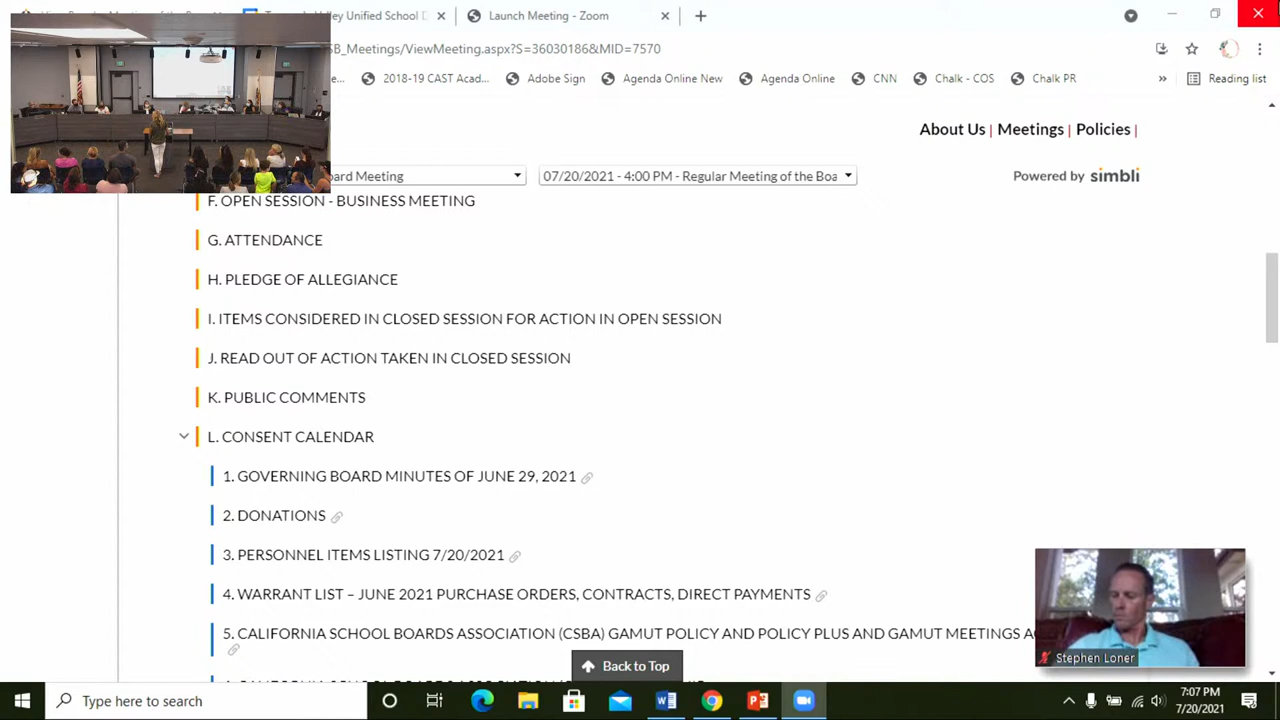 Valley Unified School D
Launch Meeting - Zoom
SB_Meetings/ViewMeeting.aspx?S=36030186&MID=7570
2018-19 CAST Acad...
Adobe Sign
Agenda Online New
Agenda Online
CNN
Chalk - COS
Chalk PR
»
Reading list
About Us | Meetings | Policies |
ard Meeting
07/20/2021 - 4:00 PM - Regular Meeting of the Boa
Powered by simbli
F. OPEN SESSION - BUSINESS MEETING
G. ATTENDANCE
H. PLEDGE OF ALLEGIANCE
I. ITEMS CONSIDERED IN CLOSED SESSION FOR ACTION IN OPEN SESSION
J. READ OUT OF ACTION TAKEN IN CLOSED SESSION
K. PUBLIC COMMENTS
L. CONSENT CALENDAR
1. GOVERNING BOARD MINUTES OF JUNE 29, 2021
2. DONATIONS
3. PERSONNEL ITEMS LISTING 7/20/2021
4. WARRANT LIST – JUNE 2021 PURCHASE ORDERS, CONTRACTS, DIRECT PAYMENTS
5. CALIFORNIA SCHOOL BOARDS ASSOCIATION (CSBA) GAMUT POLICY AND POLICY PLUS AND GAMUT MEETINGS
Back to Top
Stephen Loner
Type here to search
7:07 PM
7/20/2021